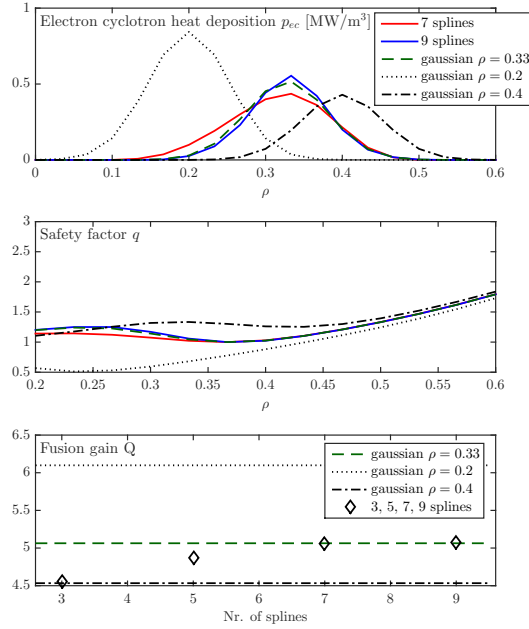 Electron cyclotron heat deposition p_ec [MW/m³]
7 splines
9 splines
gaussian ρ = 0.33
gaussian ρ = 0.2
gaussian ρ = 0.4
1
0.5
0
0 0.1 0.2 0.3 0.4 0.5 0.6
ρ
Safety factor q
3
2.5
2
1.5
1
0.5
0.2 0.25 0.3 0.35 0.4 0.45 0.5 0.55 0.6
ρ
Fusion gain Q
gaussian ρ = 0.33
gaussian ρ = 0.2
gaussian ρ = 0.4
3, 5, 7, 9 splines
6.5
6
5.5
5
4.5
3 4 5 6 7 8 9
Nr. of splines